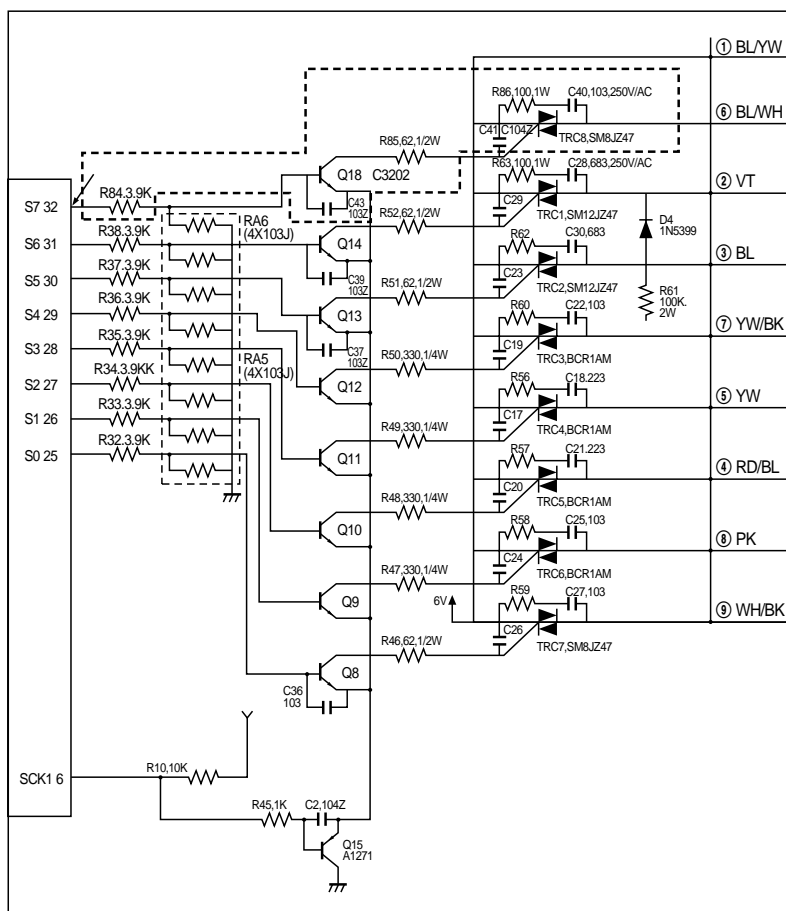 ① BL/YW
R86,100,1W C40,103,250V/AC
⑥ BL/WH
C41 C104Z
TRC8,SM8JZ47
R85,62,1/2W
R63,100,1W C28,683,250V/AC
Q18 C3202
R84.3.9K
② VT
S7 32
C43
103Z
C29
TRC1,SM12JZ47
RA6
(4X103J)
R52,62,1/2W
D4
1N5399
R38.3.9K
S6 31
Q14
R62 C30,683
③ BL
C39
103Z
C23
TRC2,SM12JZ47
R37.3.9K
S5 30
R51,62,1/2W
R61
100K.
2W
R36.3.9K
S4 29
Q13
R60 C22,103
⑦ YW/BK
R35.3.9K
S3 28
C37
103Z
C19
TRC3,BCR1AM
RA5
(4X103J)
R50,330,1/4W
R34.3.9KK
S2 27
Q12
R56 C18.223
⑤ YW
R33.3.9K
S1 26
C17
TRC4,BCR1AM
R49,330,1/4W
R32.3.9K
S0 25
Q11
R57 C21.223
④ RD/BL
C20
TRC5,BCR1AM
R48,330,1/4W
Q10
R58 C25,103
⑧ PK
C24
TRC6,BCR1AM
R47,330,1/4W
Q9
6V
R59 C27,103
⑨ WH/BK
C26
TRC7,SM8JZ47
R46,62,1/2W
Q8
C36
103
SCK1 6
R10,10K
R45,1K C2,104Z
Q15
A1271